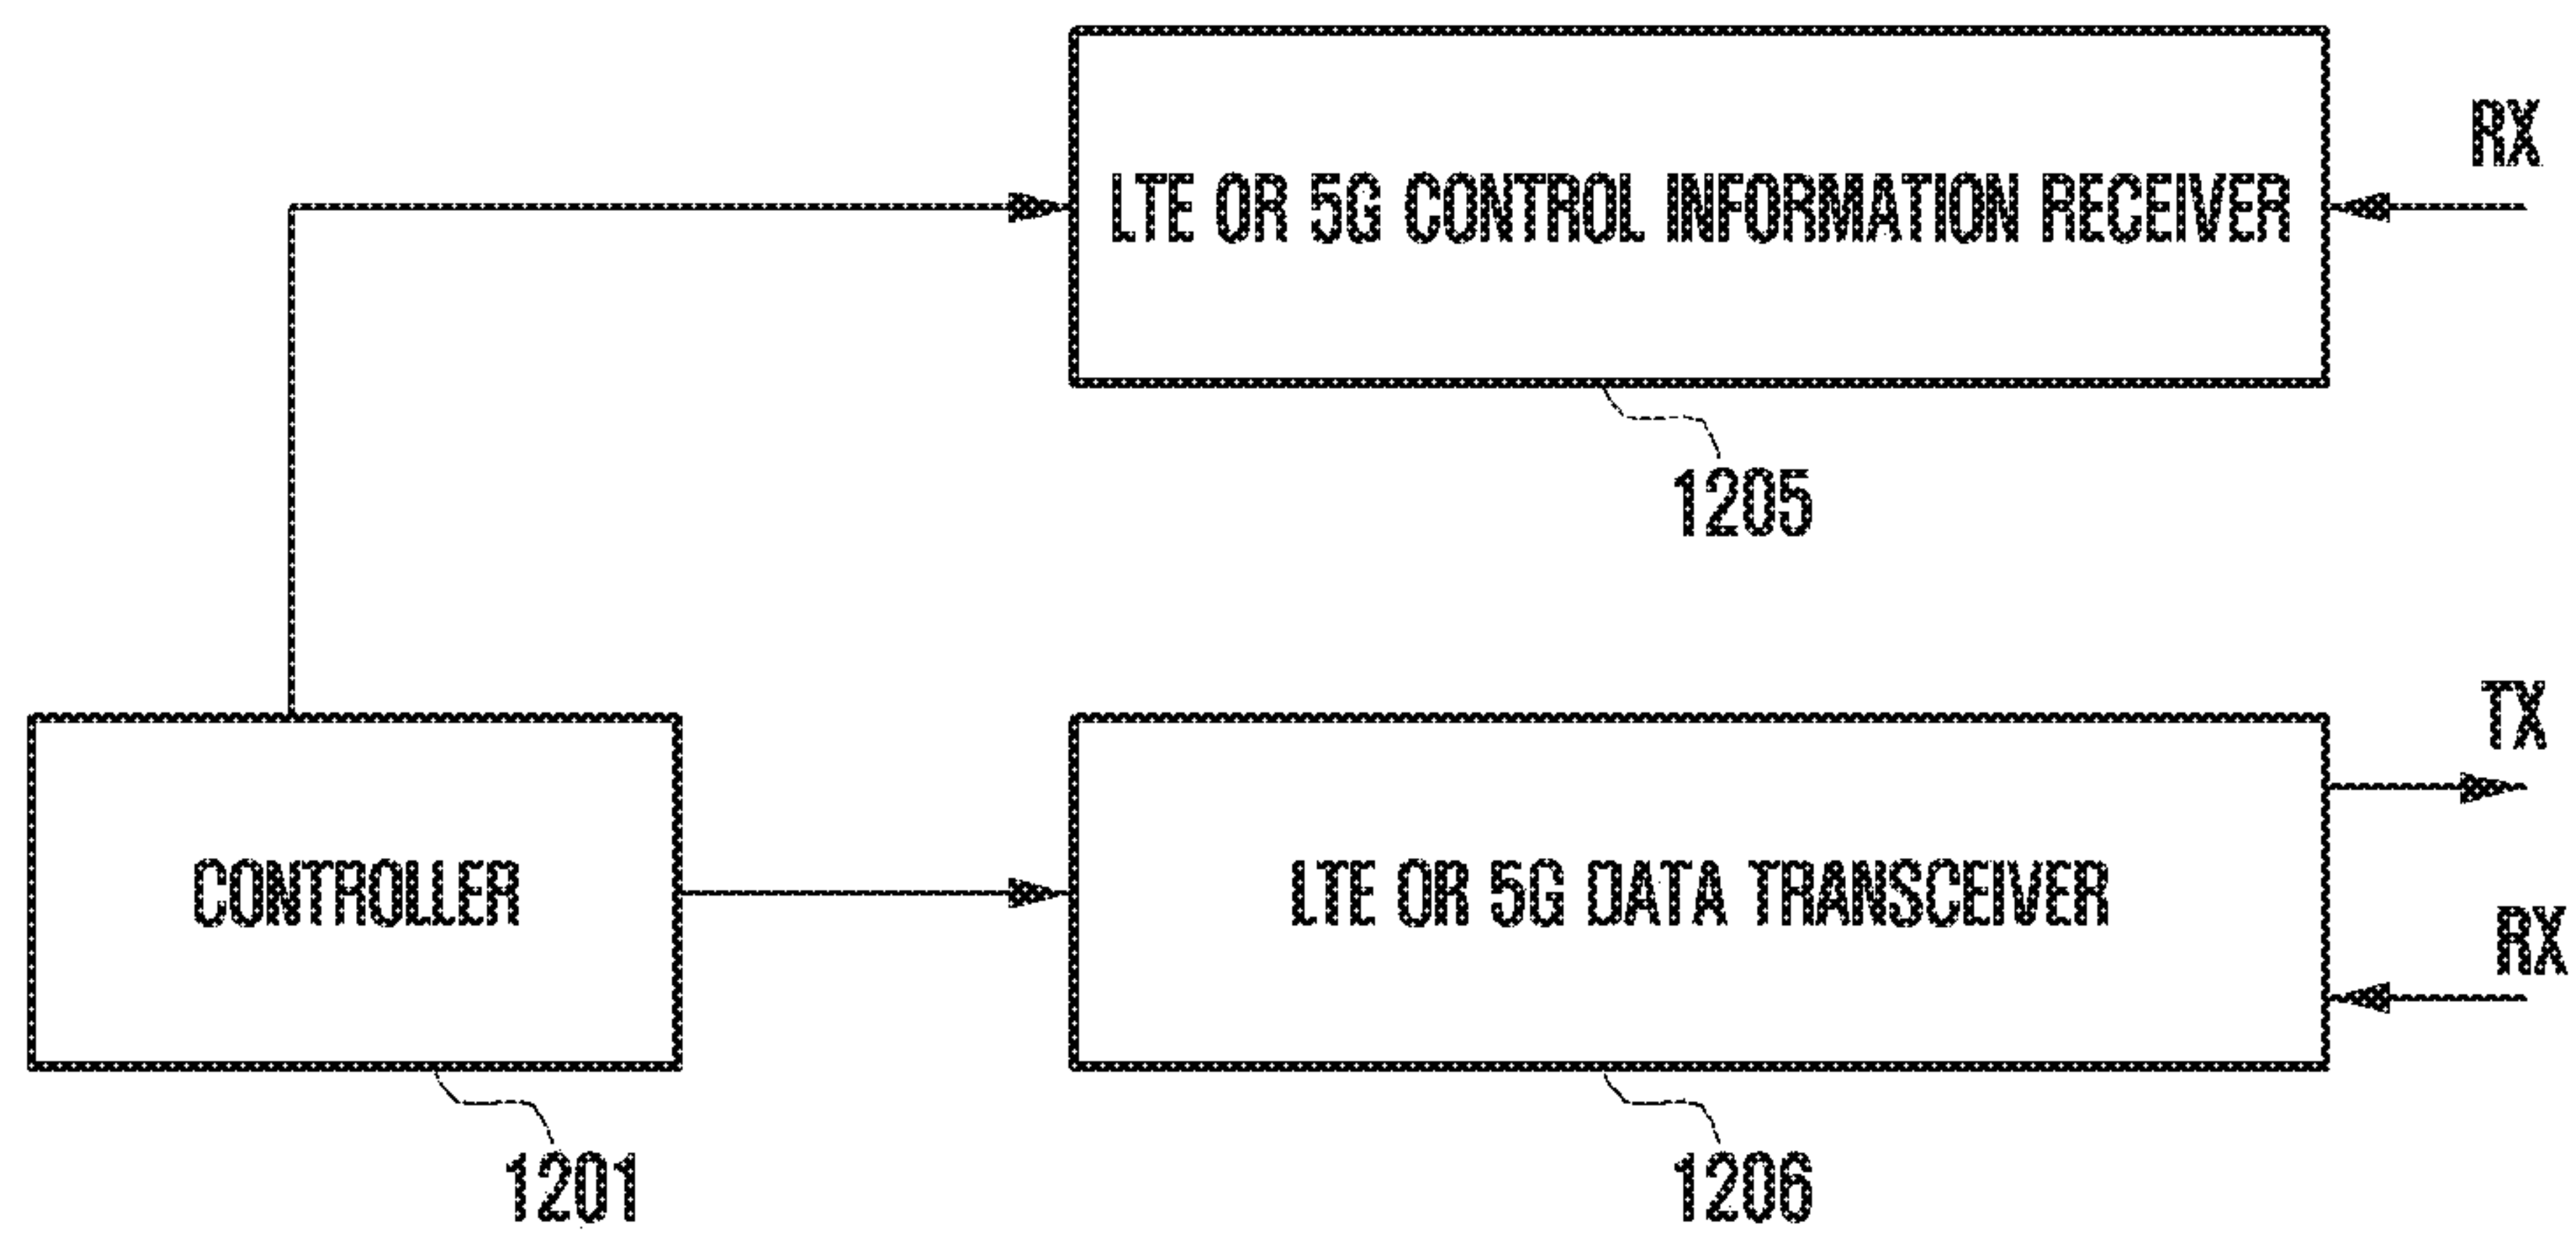 RX
LTE OR 5G CONTROL INFORMATION RECEIVER
1205
TX
CONTROLLER
LTE OR 5G DATA TRANSCEIVER
RX
1201
1206